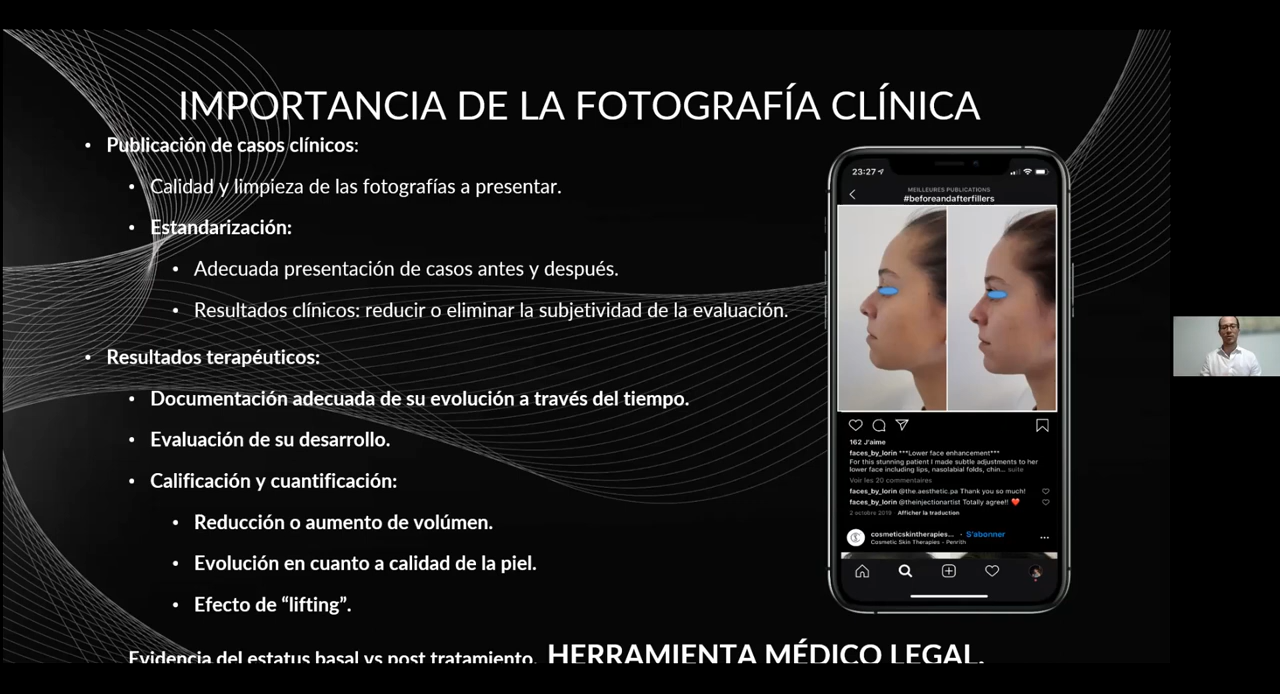 IMPORTANCIA DE LA FOTOGRAFÍA CLÍNICA
• Publicación de casos clínicos:
• Calidad y limpieza de las fotografías a presentar.
• Estandarización:
• Adecuada presentación de casos antes y después.
• Resultados clínicos: reducir o eliminar la subjetividad de la evaluación.
• Resultados terapéuticos:
• Documentación adecuada de su evolución a través del tiempo.
• Evaluación de su desarrollo.
• Calificación y cuantificación:
• Reducción o aumento de volúmen.
• Evolución en cuanto a calidad de la piel.
• Efecto de “lifting”.
Evidencia del estatus basal vs post tratamiento. HERRAMIENTA MÉDICO LEGAL.
23:27
MEILLEURES PUBLICATIONS
#beforeandafterfillers
162 J'aime
faces_by_lorin ***Lower face enhancement***
For this stunning patient I made subtle adjustments to her
lower face including lips, nasolabial folds, chin... suite
Voir les 20 commentaires
faces_by_lorin @the.aesthetic.pa Thank you so much!
faces_by_lorin @theinjectionartist Totally agree!! ❤️
2 octobre 2019 Afficher la traduction
cosmeticskintherapies... • S'abonner
Cosmetic Skin Therapies - Penrith